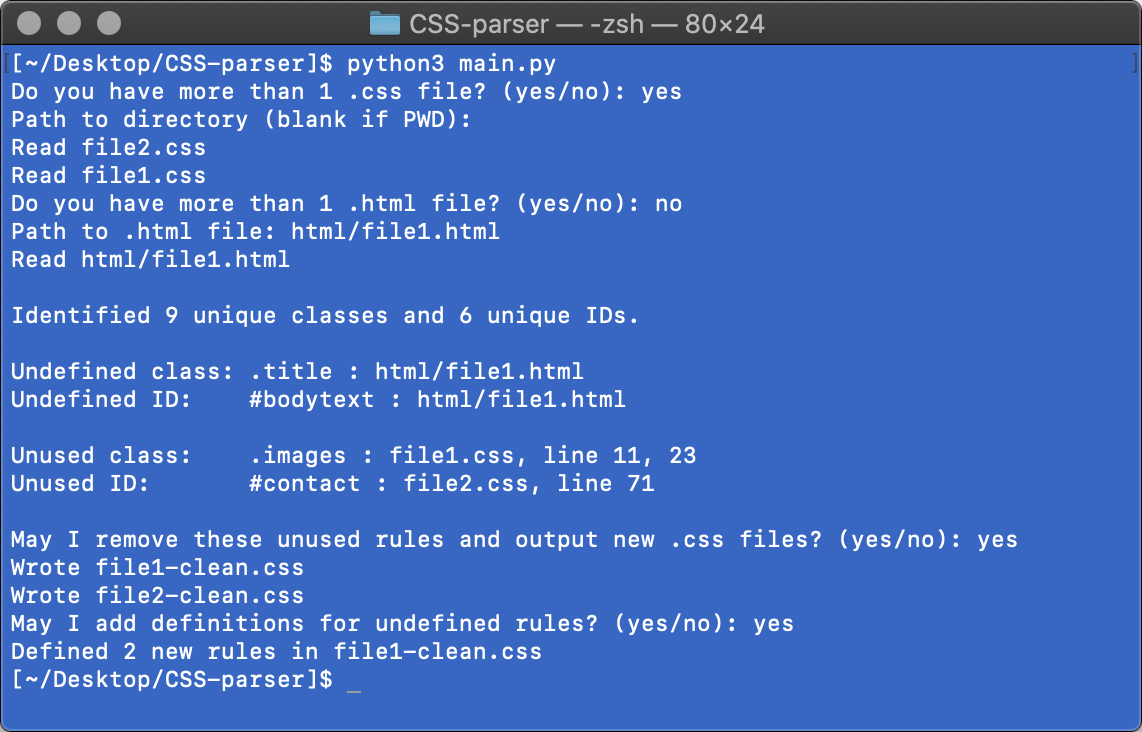 CSS-parser — -zsh — 80×24
[~/Desktop/CSS-parser]$ python3 main.py
Do you have more than 1 .css file? (yes/no): yes
Path to directory (blank if PWD):
Read file2.css
Read file1.css
Do you have more than 1 .html file? (yes/no): no
Path to .html file: html/file1.html
Read html/file1.html
Identified 9 unique classes and 6 unique IDs.
Undefined class: .title : html/file1.html
Undefined ID:    #bodytext : html/file1.html
Unused class:    .images : file1.css, line 11, 23
Unused ID:       #contact : file2.css, line 71
May I remove these unused rules and output new .css files? (yes/no): yes
Wrote file1-clean.css
Wrote file2-clean.css
May I add definitions for undefined rules? (yes/no): yes
Defined 2 new rules in file1-clean.css
[~/Desktop/CSS-parser]$ _